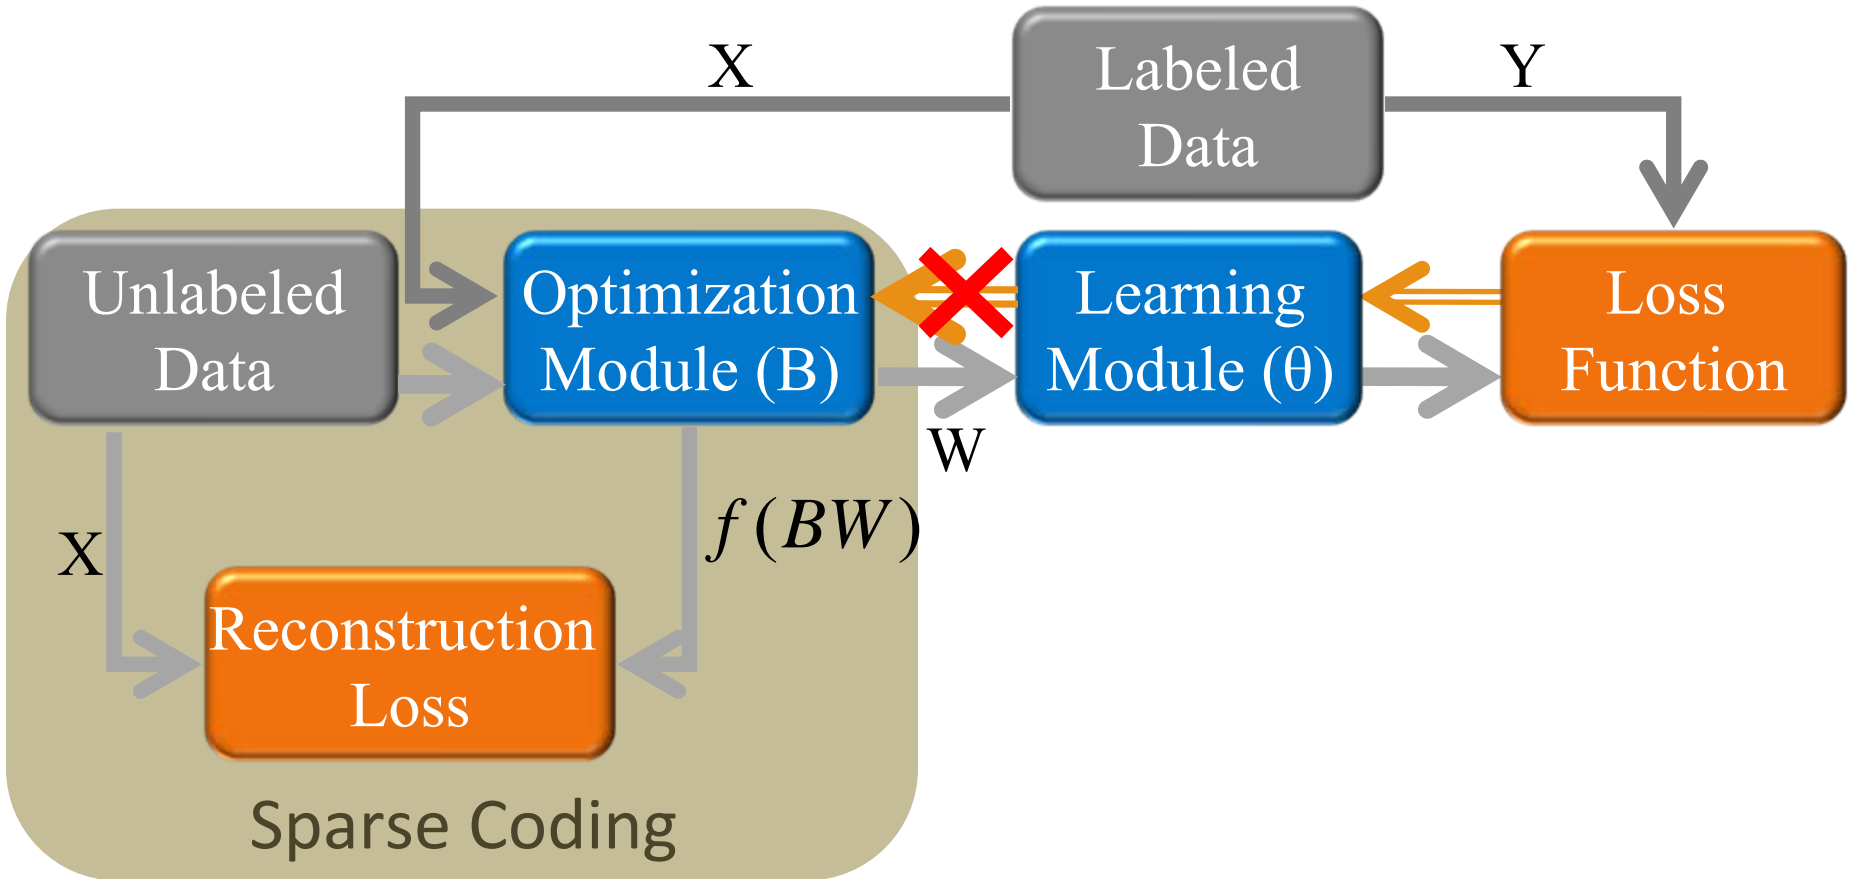 X
Labeled
Data
Y
Unlabeled
Data
Optimization
Module (B)
Learning
Module (θ)
Loss
Function
W
X
f(BW)
Reconstruction
Loss
Sparse Coding